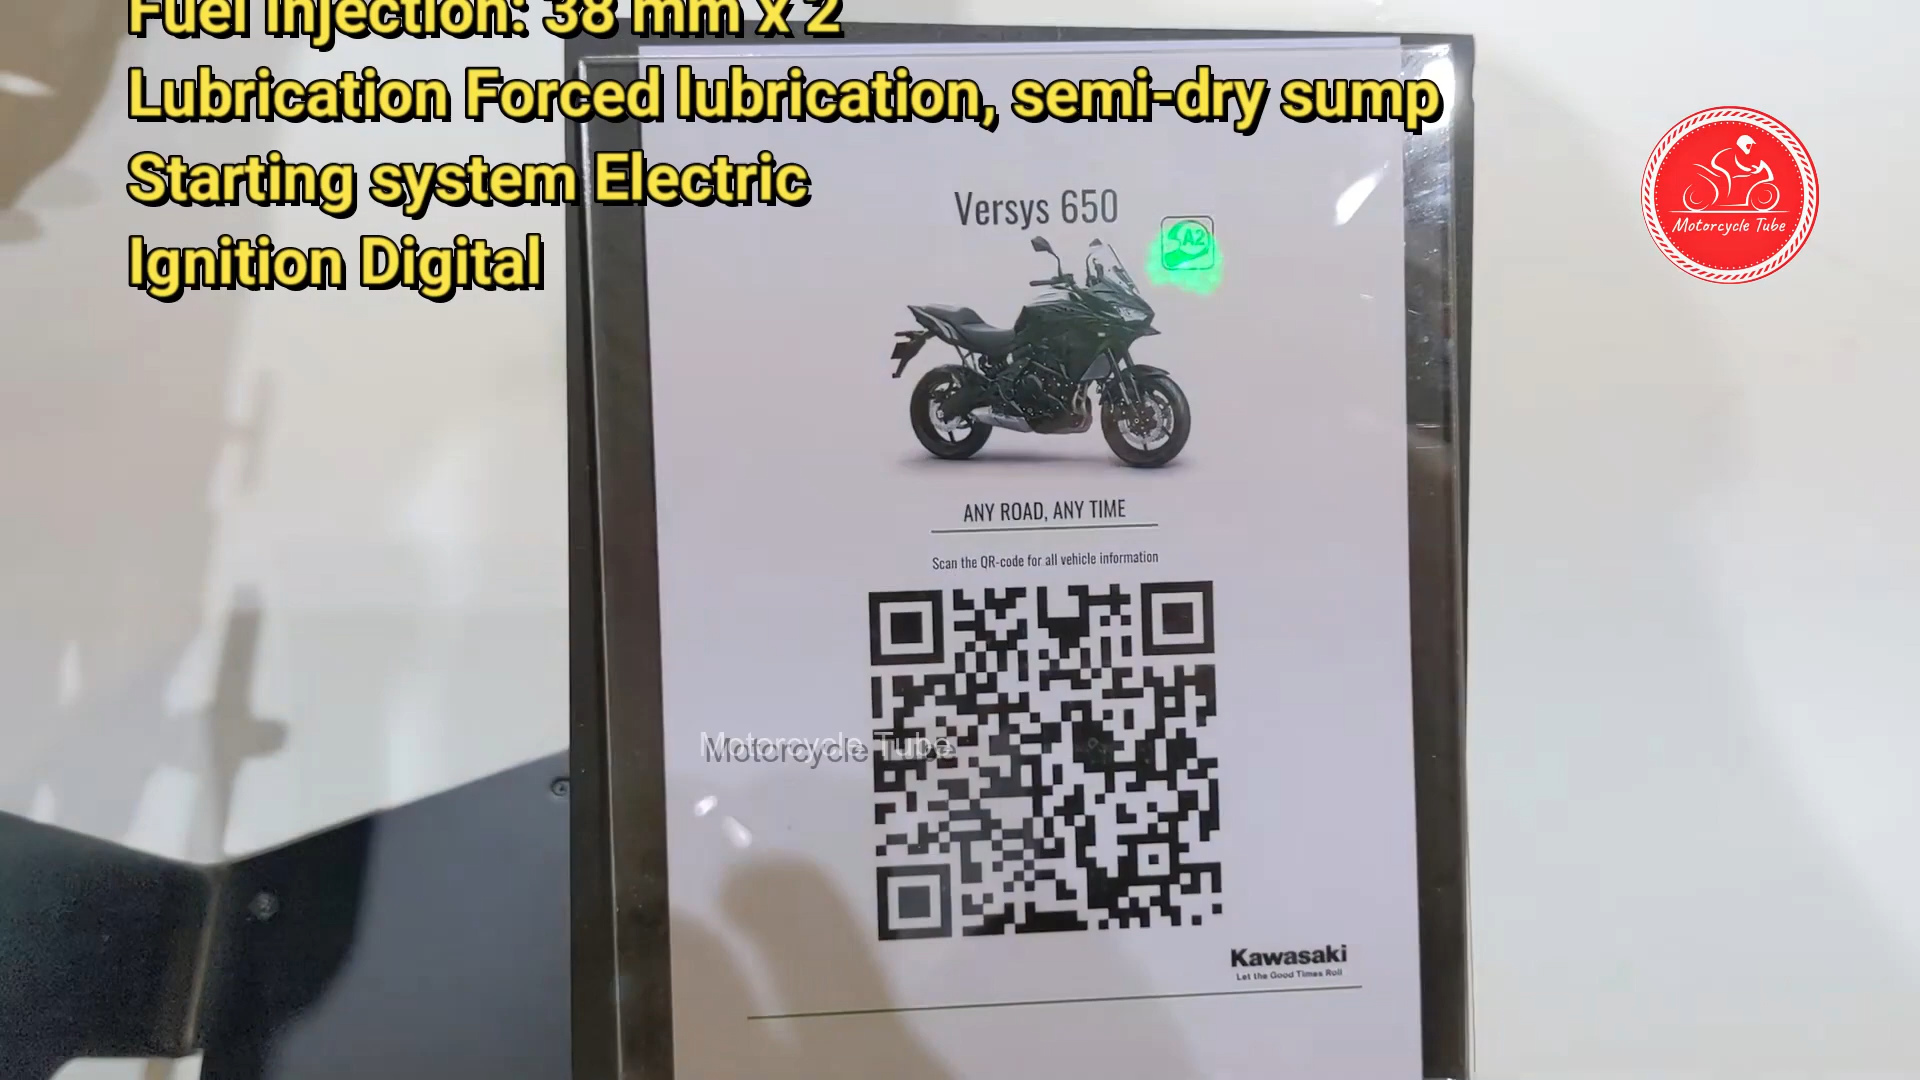 Fuel Injection: 38 mm x 2
Lubrication Forced lubrication, semi-dry sump
Starting system Electric
Ignition Digital
Motorcycle Tube
Versys 650
A2
ANY ROAD, ANY TIME
Scan the QR-code for all vehicle information
Motorcycle Tube
Kawasaki
Let the Good Times Roll